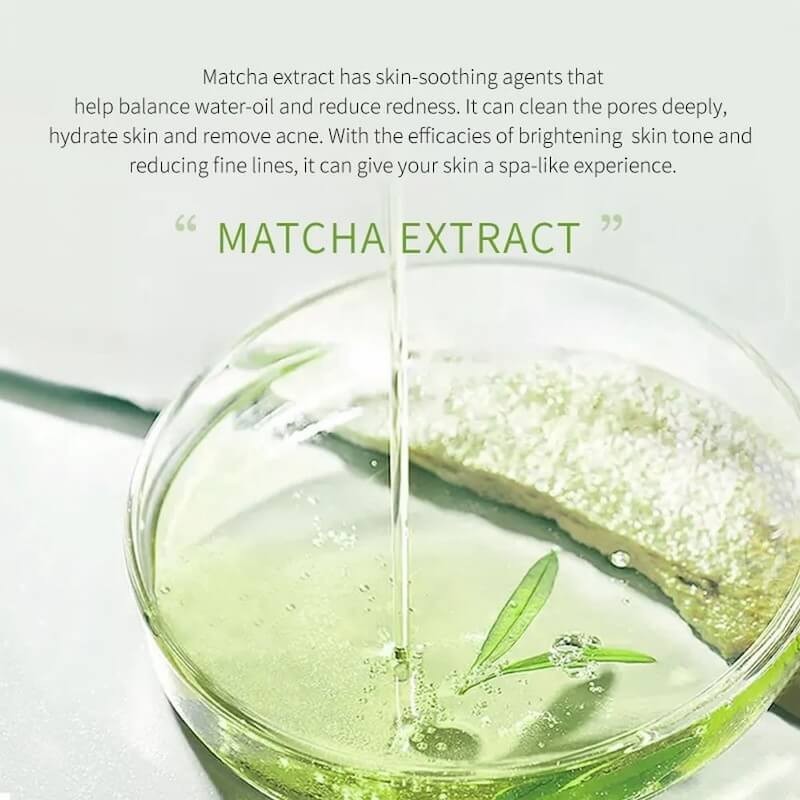 Matcha extract has skin-soothing agents that
help balance water-oil and reduce redness. It can clean the pores deeply,
hydrate skin and remove acne. With the efficacies of brightening  skin tone and
reducing fine lines, it can give your skin a spa-like experience.
“ MATCHA EXTRACT ”